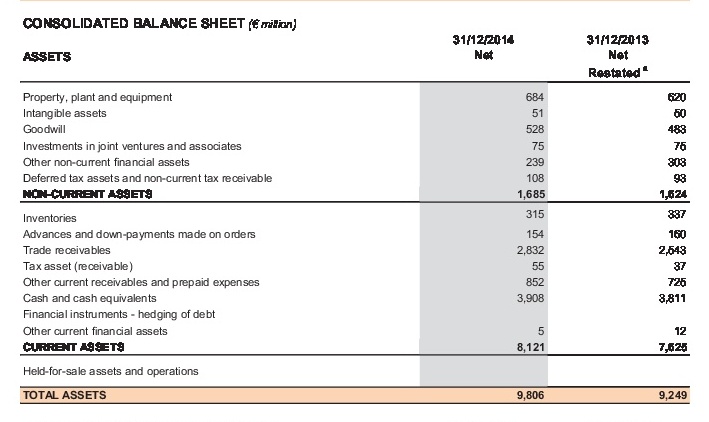 CONSOLIDATED BALANCE SHEET (€ million)
31/12/2014 31/12/2013
ASSETS Net Net
Restated a
Property, plant and equipment 684 620
Intangible assets 51 50
Goodwill 528 483
Investments in joint ventures and associates 75 75
Other non-current financial assets 239 303
Deferred tax assets and non-current tax receivable 108 93
NON-CURRENT ASSETS 1,685 1,624
Inventories 315 337
Advances and down-payments made on orders 154 160
Trade receivables 2,832 2,543
Tax asset (receivable) 55 37
Other current receivables and prepaid expenses 852 725
Cash and cash equivalents 3,908 3,811
Financial instruments - hedging of debt
Other current financial assets 5 12
CURRENT ASSETS 8,121 7,625
Held-for-sale assets and operations
TOTAL ASSETS 9,806 9,249